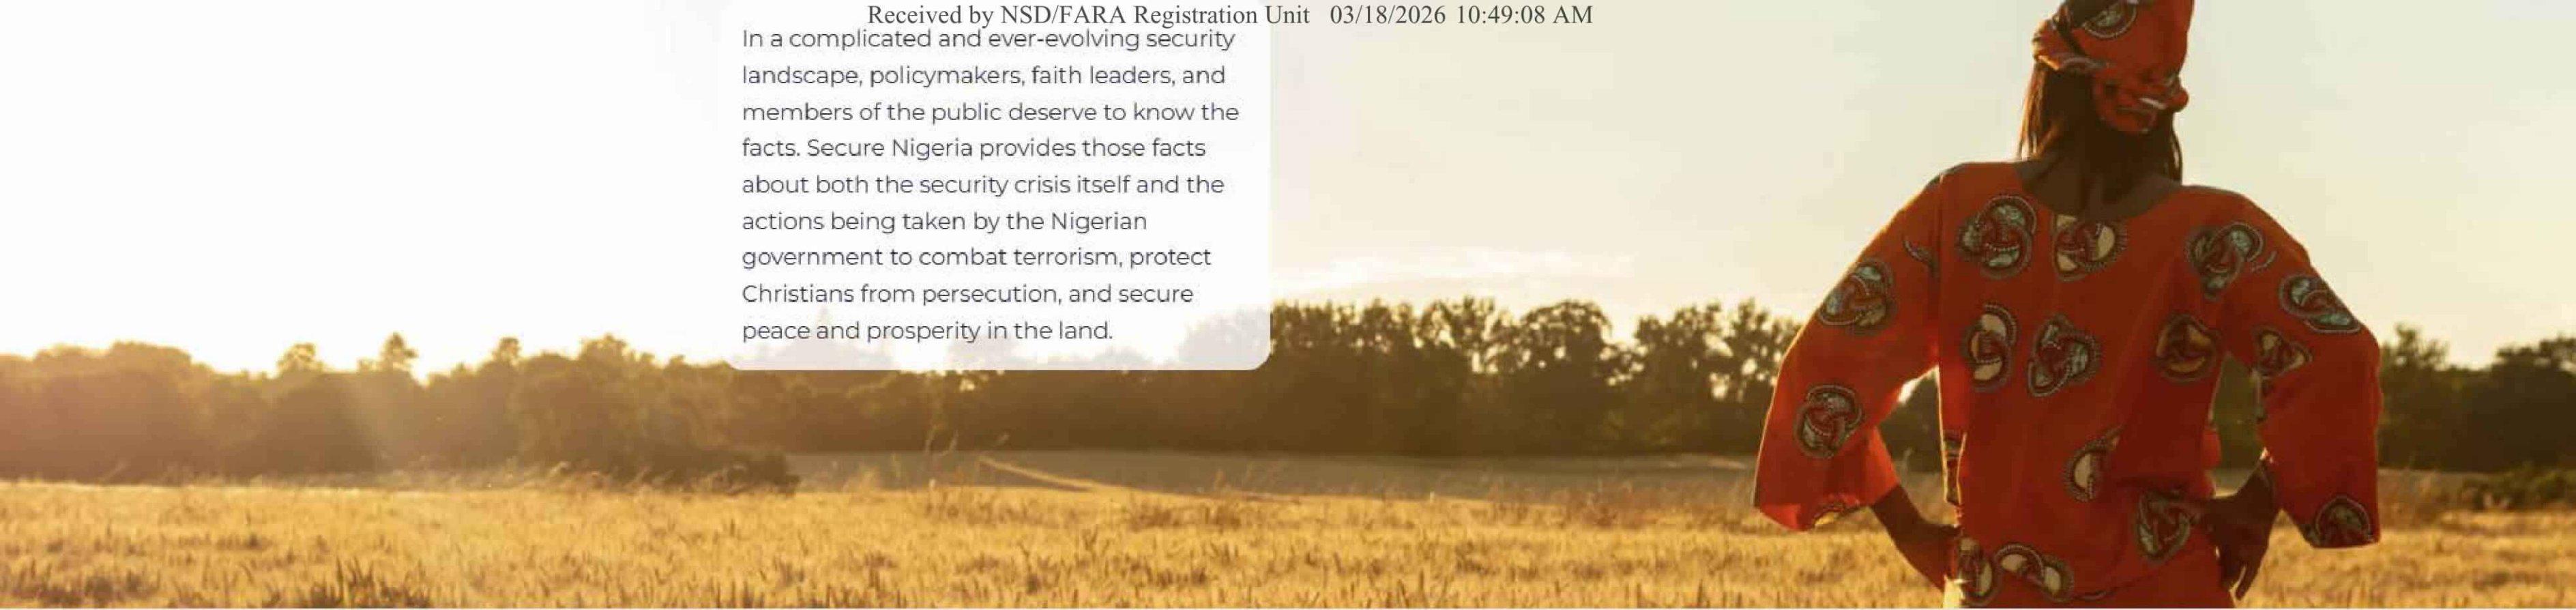 Received by NSD/FARA Registration Unit 03/18/2026 10:49:08 AM
In a complicated and ever-evolving security
landscape, policymakers, faith leaders, and
members of the public deserve to know the
facts. Secure Nigeria provides those facts
about both the security crisis itself and the
actions being taken by the Nigerian
government to combat terrorism, protect
Christians from persecution, and secure
peace and prosperity in the land.